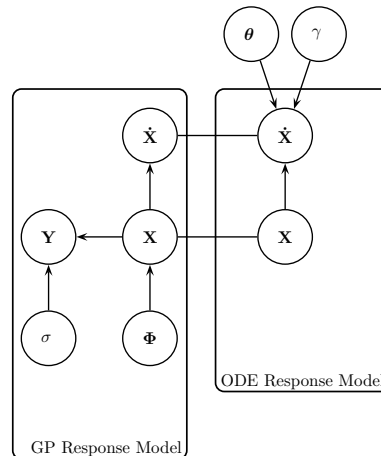 θ γ
Ẋ Ẋ
Y X X
σ Φ
ODE Response Model
GP Response Model